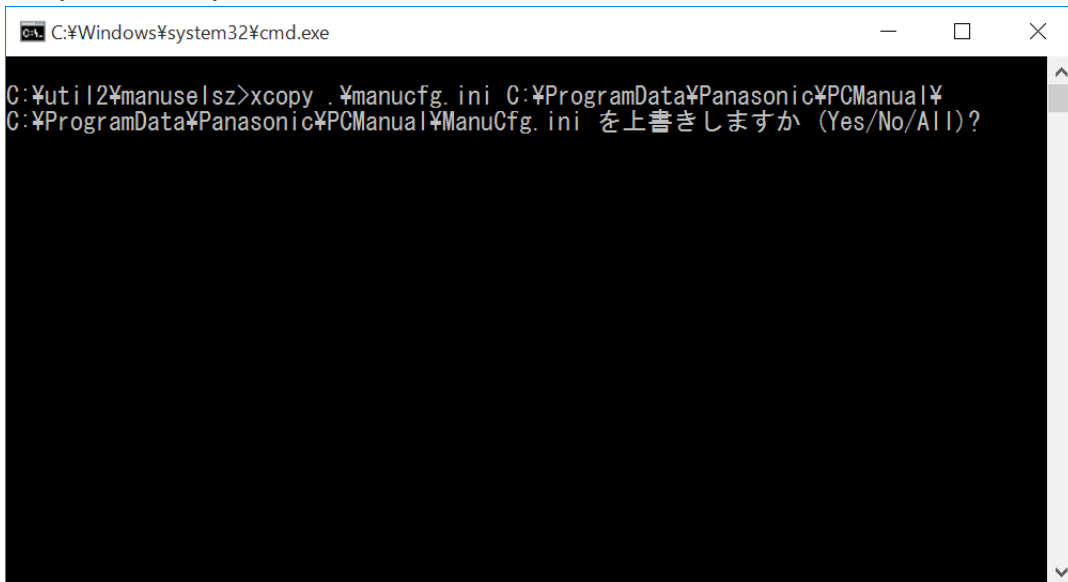 C:¥Windows¥system32¥cmd.exe
C:¥util2¥manuselsz>xcopy .¥manucfg.ini C:¥ProgramData¥Panasonic¥PCManual¥
C:¥ProgramData¥Panasonic¥PCManual¥ManuCfg.ini を上書きしますか (Yes/No/All)?